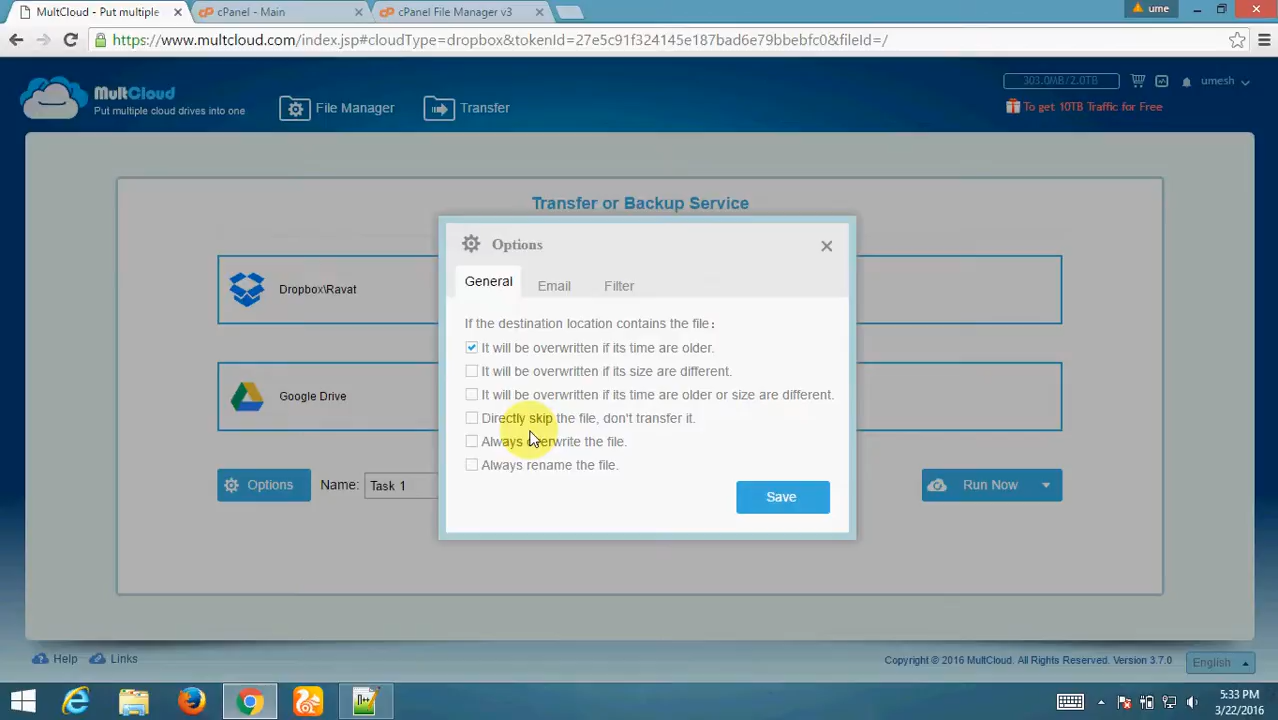 MultCloud - Put multiple
cPanel - Main
cPanel File Manager v3
ume
https://www.multcloud.com/index.jsp#cloudType=dropbox&tokenId=27e5c91f324145e187bad6e79bbebfc0&fileId=/
MultCloud
Put multiple cloud drives into one
File Manager
Transfer
303.0MB/2.0TB
umesh
To get 10TB Traffic for Free
Transfer or Backup Service
Options
General
Email
Filter
Dropbox\Ravat
If the destination location contains the file:
It will be overwritten if its time are older.
It will be overwritten if its size are different.
It will be overwritten if its time are older or size are different.
Google Drive
Directly skip the file, don't transfer it.
Always overwrite the file.
Always rename the file.
Options
Name:
Task 1
Save
Run Now
Help
Links
Copyright © 2016 MultCloud. All Rights Reserved. Version 3.7.0
English
5:33 PM
3/22/2016